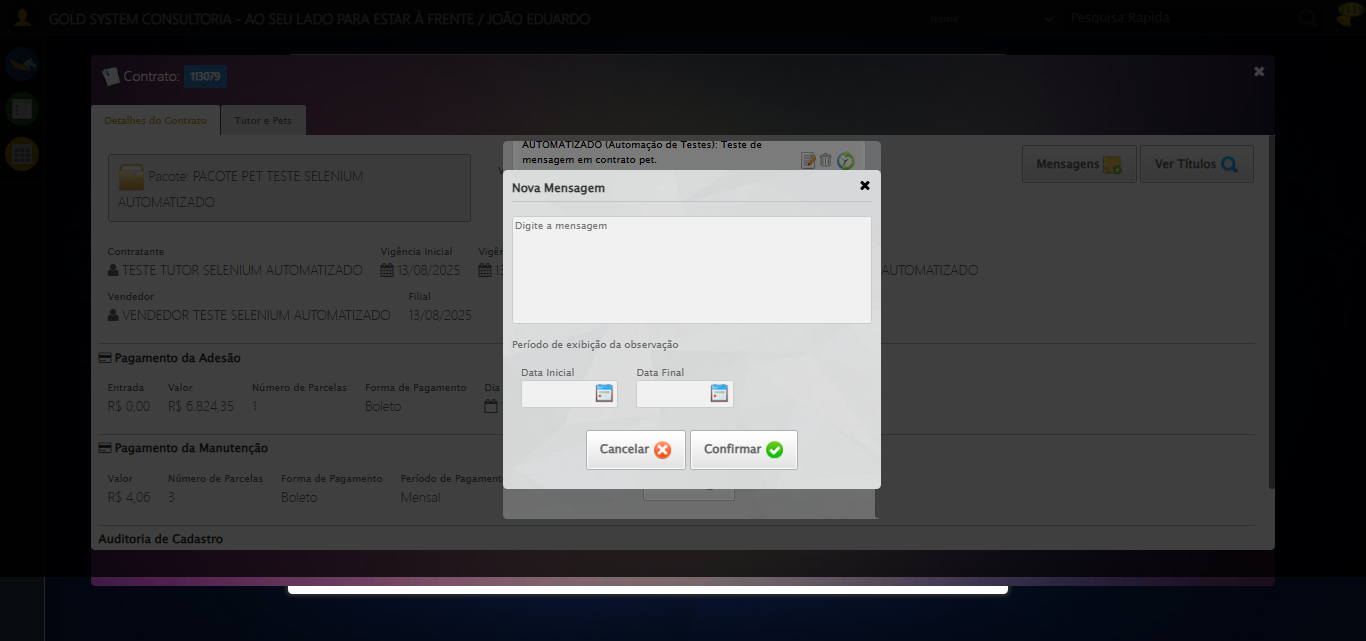 GOLD SYSTEM CONSULTORIA - AO SEU LADO PARA ESTAR À FRENTE / JOÃO EDUARDO
Nome
Pesquisa Rapida
Contrato: 113079
Detalhes do Contrato
Tutor e Pets
Pacote: PACOTE PET TESTE SELENIUM
AUTOMATIZADO
Mensagens
Ver Títulos
AUTOMATIZADO (Automação de Testes): Teste de
mensagem em contrato pet.
Nova Mensagem
Digite a mensagem
Período de exibição da observação
Data Inicial
Data Final
Cancelar
Confirmar
Contratante
Vigência Inicial
TESTE TUTOR SELENIUM AUTOMATIZADO
13/08/2025
AUTOMATIZADO
Vendedor
Filial
VENDEDOR TESTE SELENIUM AUTOMATIZADO
13/08/2025
Pagamento da Adesão
Entrada Valor Número de Parcelas Forma de Pagamento Dia
R$ 0,00 R$ 6.824,35 1 Boleto
Pagamento da Manutenção
Valor Número de Parcelas Forma de Pagamento Período de Pagament
R$ 4,06 3 Boleto Mensal
Auditoria de Cadastro